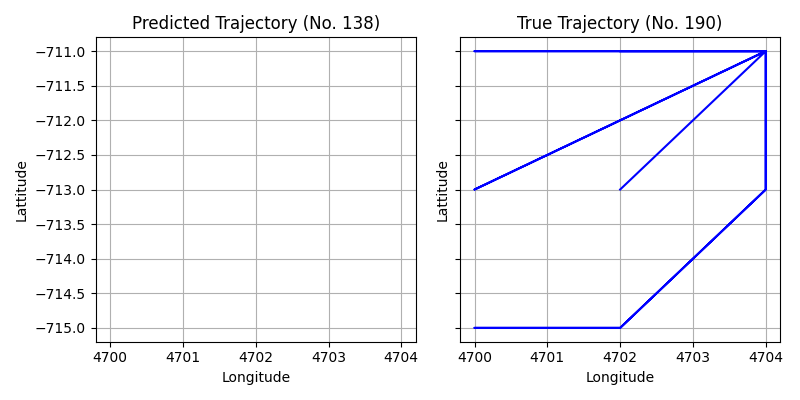 Predicted Trajectory (No. 138)
Lattitude
−711.0
−711.5
−712.0
−712.5
−713.0
−713.5
−714.0
−714.5
−715.0
4700 4701 4702 4703 4704
Longitude
True Trajectory (No. 190)
Lattitude
4700 4701 4702 4703 4704
Longitude